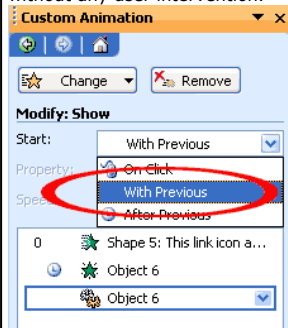 without any user intervention.
Custom Animation
Change
Remove
Modify: Show
Start:
With Previous
Property:
On Click
With Previous
Speed:
After Previous
0 Shape 5: This link icon a...
Object 6
Object 6